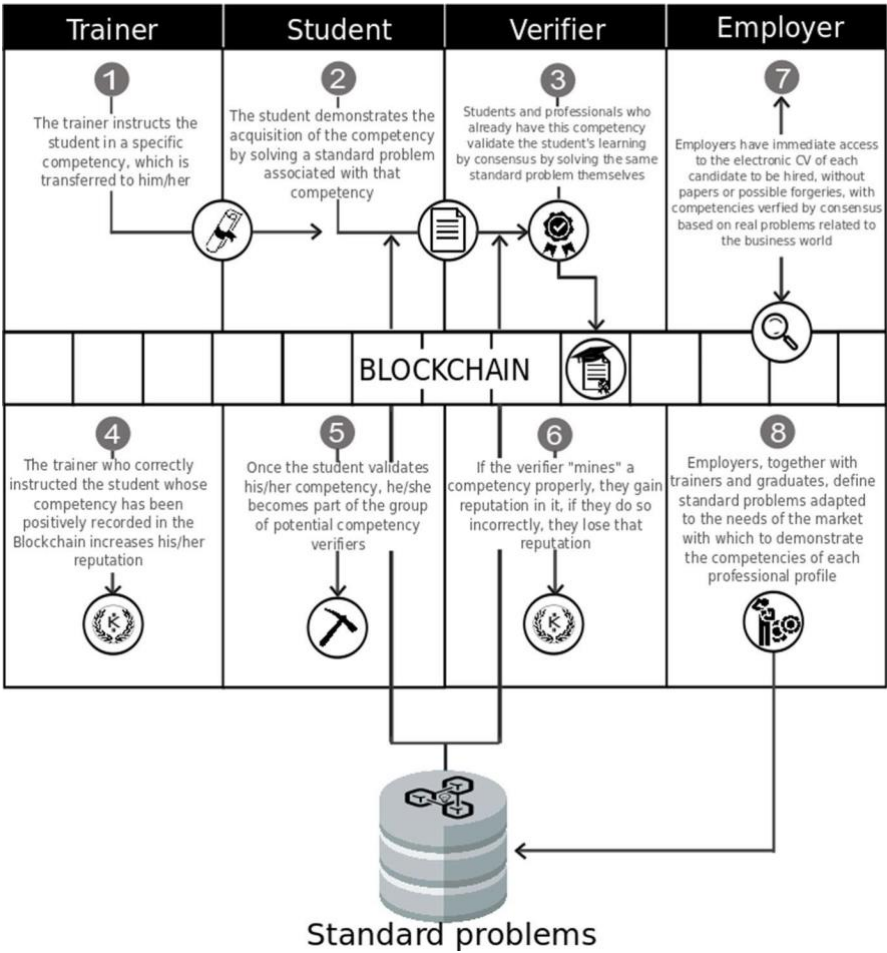 Trainer
Student
Verifier
Employer
1
The trainer instructs the
student in a specific
competency, which is
transferred to him/her
2
The student demonstrates the
acquisition of the competency
by solving a standard problem
associated with that
competency
3
Students and professionals who
already have this competency
validate the student's learning
by consensus by solving the same
standard problem themselves
7
Employers have immediate access
to the electronic CV of each
candidate to be hired, without
papers or possible forgeries, with
competencies verfied by consensus
based on real problems related to
the business world
BLOCKCHAIN
4
The trainer who correctly
instructed the student whose
competency has been
positively recorded in the
Blockchain increases his/her
reputation
5
Once the student validates
his/her competency, he/she
becomes part of the group
of potential competency
verifiers
6
If the verifier "mines" a
competency properly, they gain
reputation in it, if they do so
incorrectly, they lose that
reputation
8
Employers, together with
trainers and graduates, define
standard problems adapted
to the needs of the market
with which to demonstrate
the competencies of each
professional profile
K
K
Standard problems